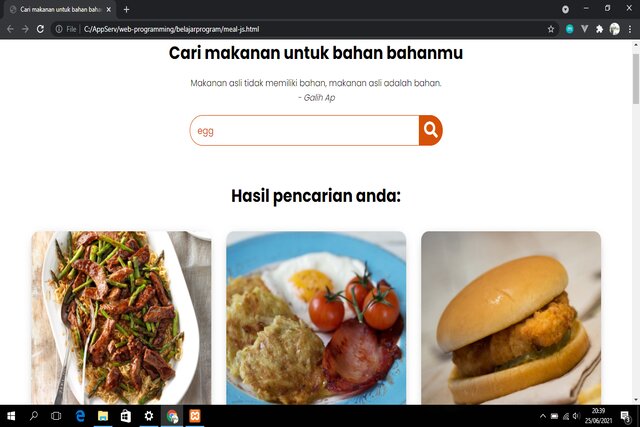 Cari makanan untuk bahan baha
File
C:/AppServ/web-programming/belajarprogram/meal-js.html
Cari makanan untuk bahan bahanmu
Makanan asli tidak memiliki bahan, makanan asli adalah bahan.
- Galih Ap
egg
Hasil pencarian anda:
20:39
25/06/2021